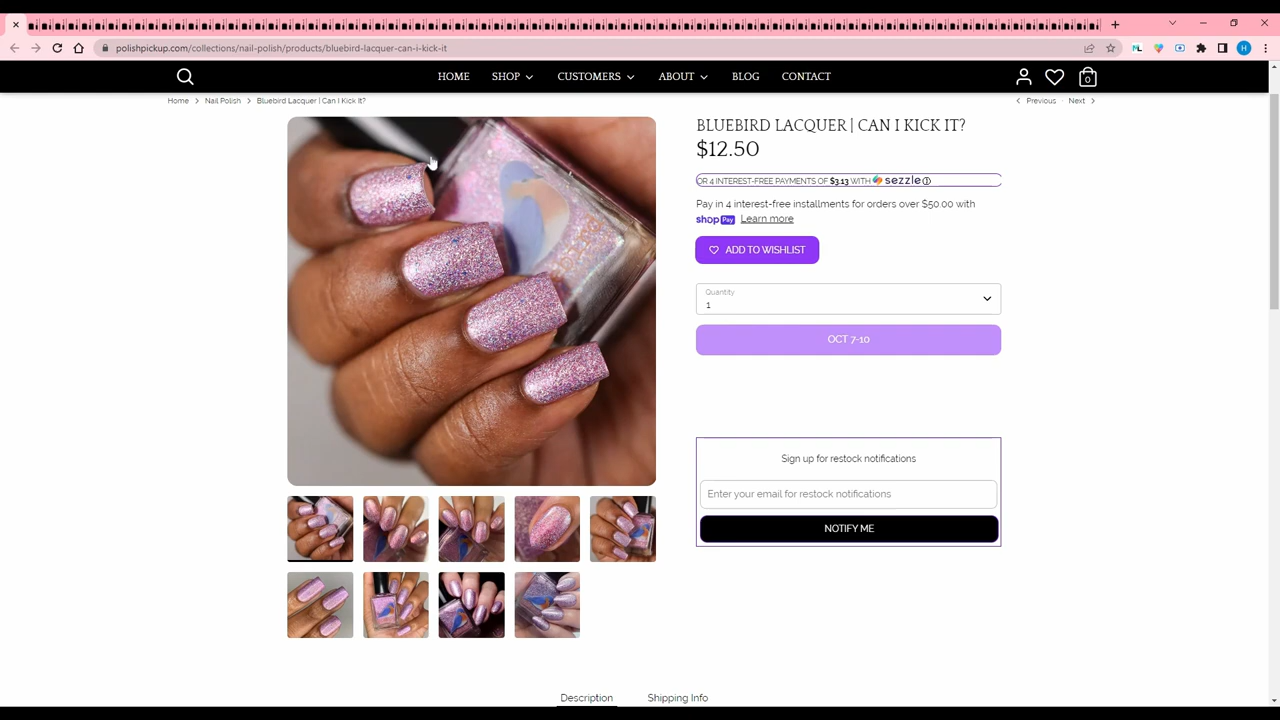 polishpickup.com/collections/nail-polish/products/bluebird-lacquer-can-i-kick-it
H
HOME SHOP CUSTOMERS ABOUT BLOG CONTACT
0
Home > Nail Polish > Bluebird Lacquer | Can I Kick It?
< Previous Next >
BLUEBIRD LACQUER | CAN I KICK IT?
$12.50
OR 4 INTEREST-FREE PAYMENTS OF $3.13 WITH sezzle
Pay in 4 interest-free installments for orders over $50.00 with
shop Pay Learn more
ADD TO WISHLIST
Quantity
1
OCT 7-10
Sign up for restock notifications
Enter your email for restock notifications
NOTIFY ME
Description Shipping Info